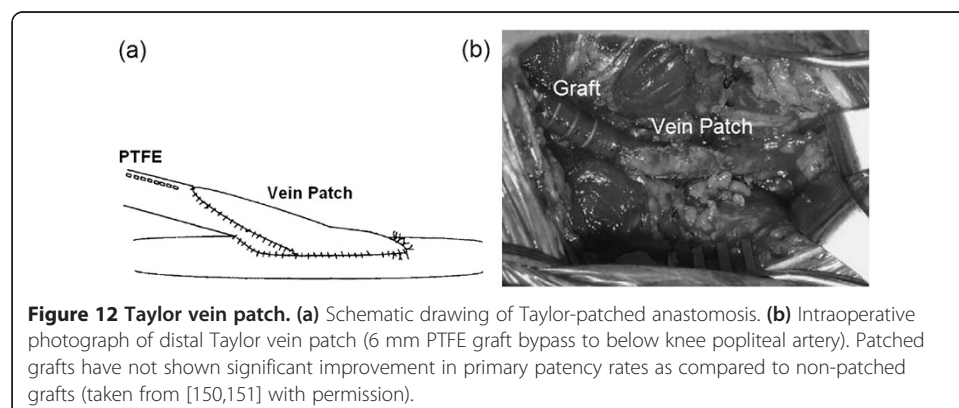 (a)
(b)
Graft
Vein Patch
PTFE
Vein Patch
Figure 12 Taylor vein patch. (a) Schematic drawing of Taylor-patched anastomosis. (b) Intraoperative
photograph of distal Taylor vein patch (6 mm PTFE graft bypass to below knee popliteal artery). Patched
grafts have not shown significant improvement in primary patency rates as compared to non-patched
grafts (taken from [150,151] with permission).